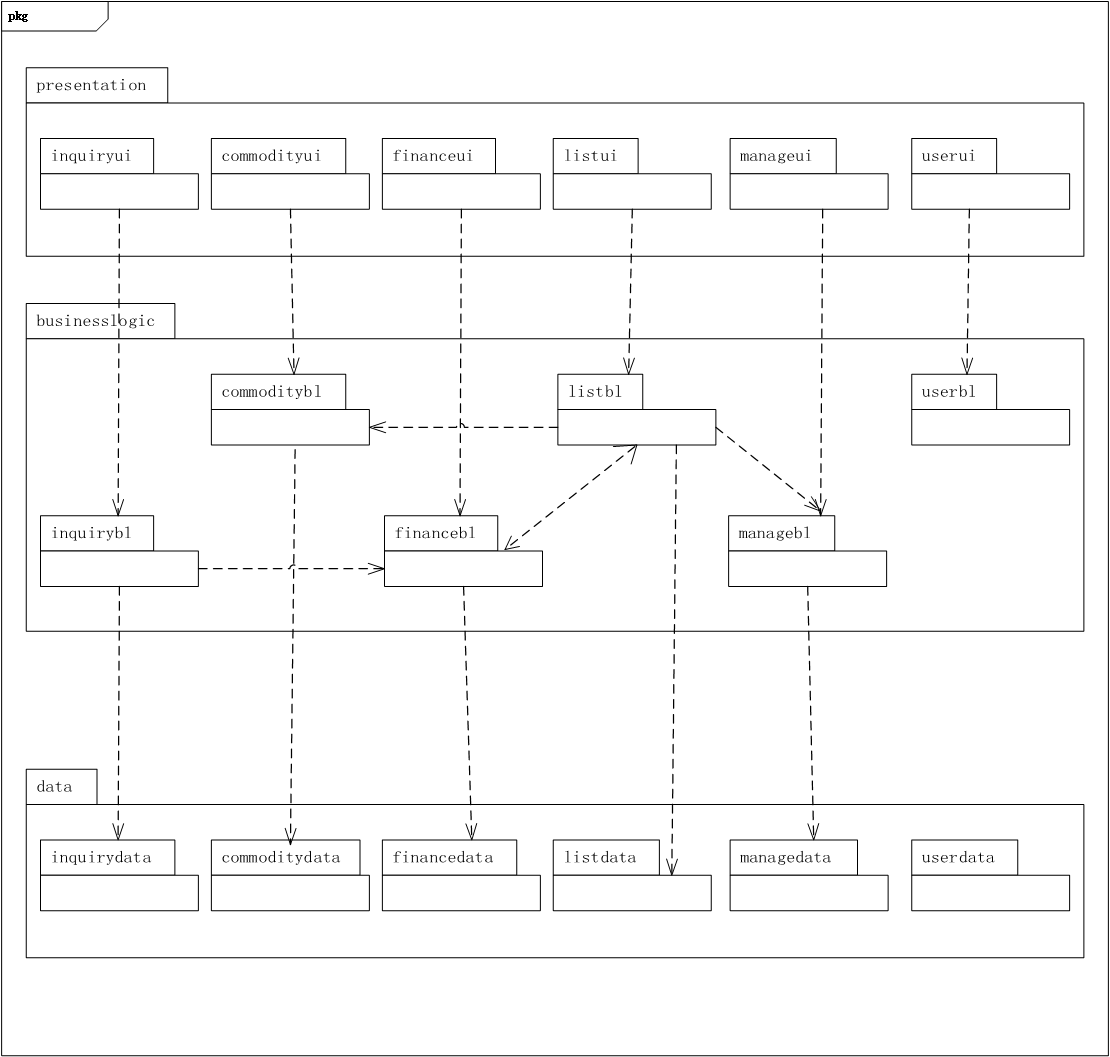 pkg
presentation
inquiryui
commodityui
financeui
listui
manageui
userui
businesslogic
commoditybl
listbl
userbl
inquirybl
financebl
managebl
data
inquirydata
commoditydata
financedata
listdata
managedata
userdata